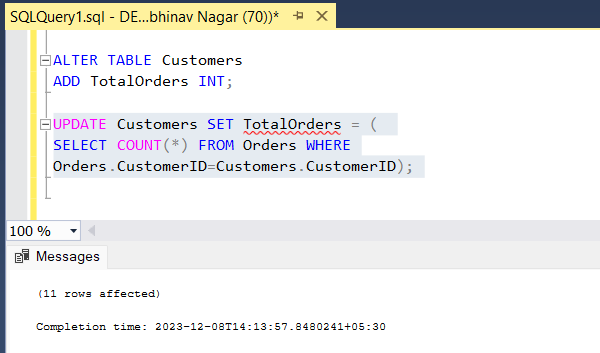 SQLQuery1.sql - DE...bhinav Nagar (70))*
ALTER TABLE Customers
ADD TotalOrders INT;
UPDATE Customers SET TotalOrders = (
SELECT COUNT(*) FROM Orders WHERE
Orders.CustomerID=Customers.CustomerID);
100 %
Messages
(11 rows affected)
Completion time: 2023-12-08T14:13:57.8480241+05:30